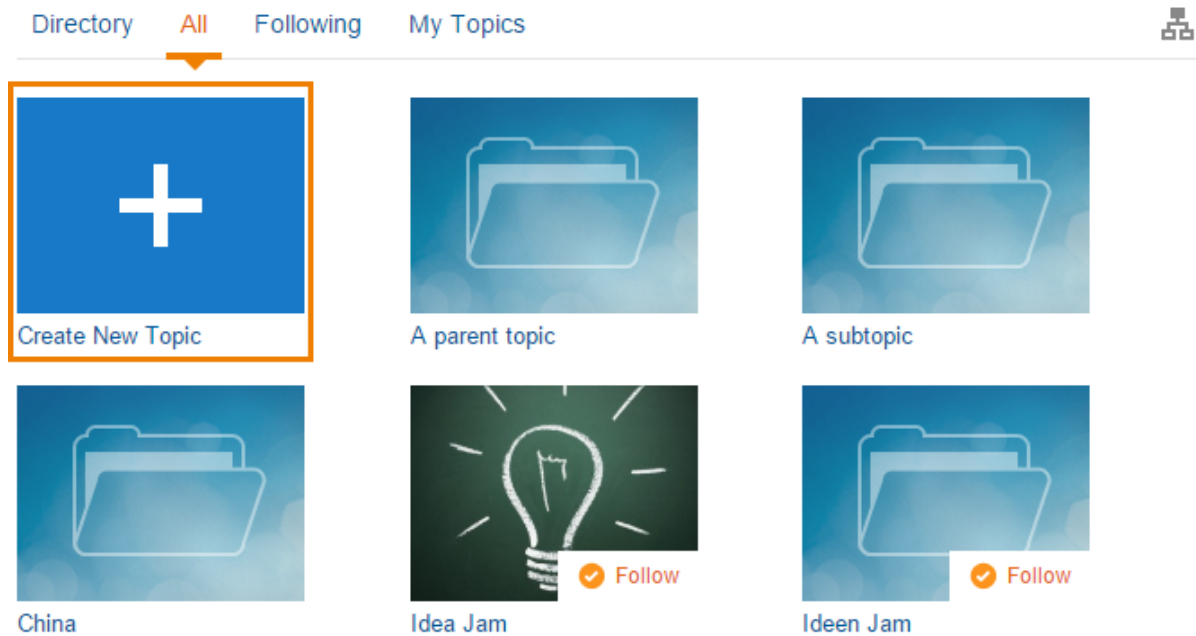 Directory All Following My Topics
Create New Topic A parent topic A subtopic
Follow Follow
China Idea Jam Ideen Jam